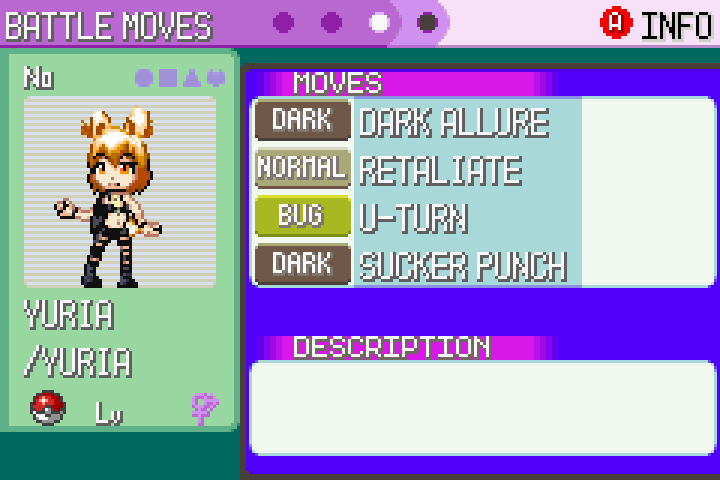 BATTLE MOVES
A INFO
No
MOVES
DARK DARK ALLURE
NORMAL RETALIATE
BUG U-TURN
DARK SUCKER PUNCH
YURIA
/YURIA
Lv
DESCRIPTION